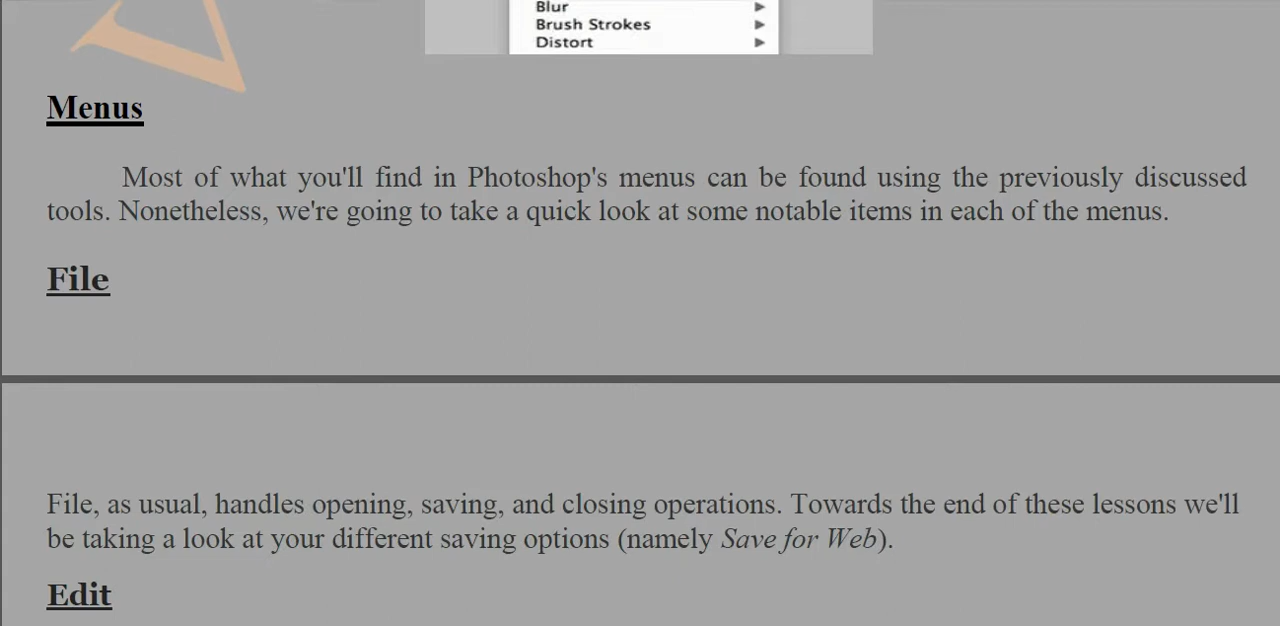 Blur
Brush Strokes
Distort
Menus
Most of what you'll find in Photoshop's menus can be found using the previously discussed
tools. Nonetheless, we're going to take a quick look at some notable items in each of the menus.
File
File, as usual, handles opening, saving, and closing operations. Towards the end of these lessons we'll
be taking a look at your different saving options (namely Save for Web).
Edit